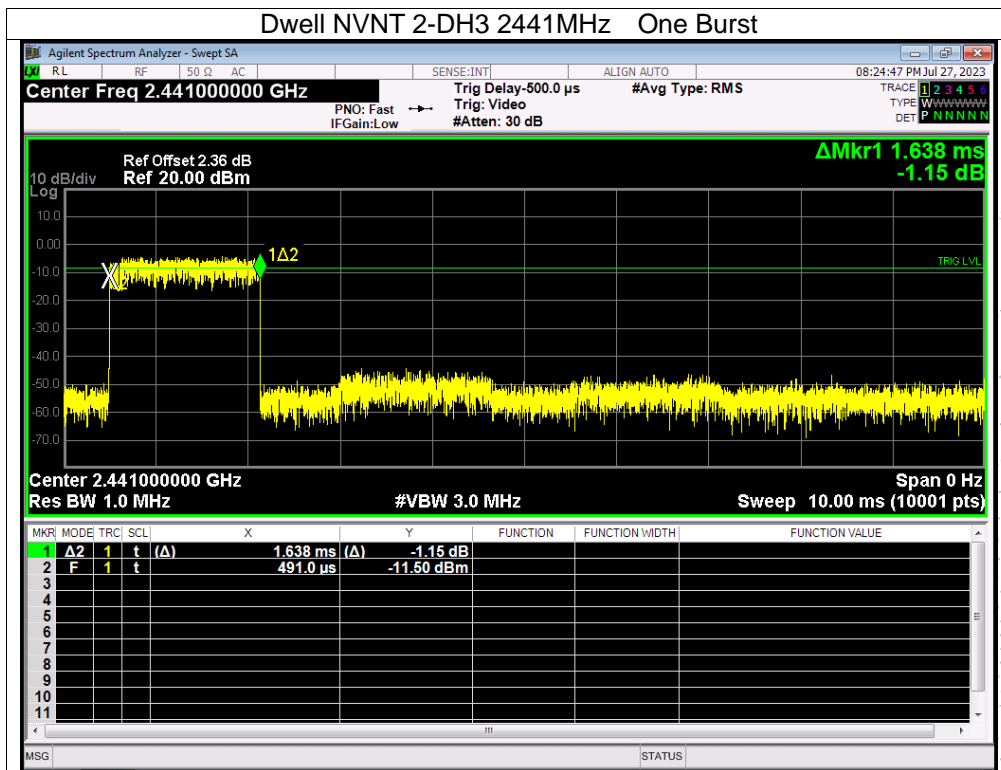 Dwell NVNT 2-DH3 2441MHz One Burst
Agilent Spectrum Analyzer - Swept SA
LXI RL RF 50 Ω AC SENSE:INT ALIGN AUTO 08:24:47 PM Jul 27, 2023
Center Freq 2.441000000 GHz Trig Delay-500.0 µs #Avg Type: RMS TRACE 1 2 3 4 5 6
PNO: Fast Trig: Video TYPE WWWWWW
IFGain:Low #Atten: 30 dB DET P N N N N N
ΔMkr1 1.638 ms
-1.15 dB
Ref Offset 2.36 dB
10 dB/div Ref 20.00 dBm
Log
10.0
0.00
1Δ2
TRIG LVL
-10.0
X
-20.0
-30.0
-40.0
-50.0
-60.0
-70.0
Center 2.441000000 GHz Span 0 Hz
Res BW 1.0 MHz #VBW 3.0 MHz Sweep 10.00 ms (10001 pts)
MKR MODE TRC SCL X Y FUNCTION FUNCTION WIDTH FUNCTION VALUE
1 Δ2 1 t (Δ) 1.638 ms (Δ) -1.15 dB
2 F 1 t 491.0 µs -11.50 dBm
3
4
5
6
7
8
9
10
11
MSG STATUS